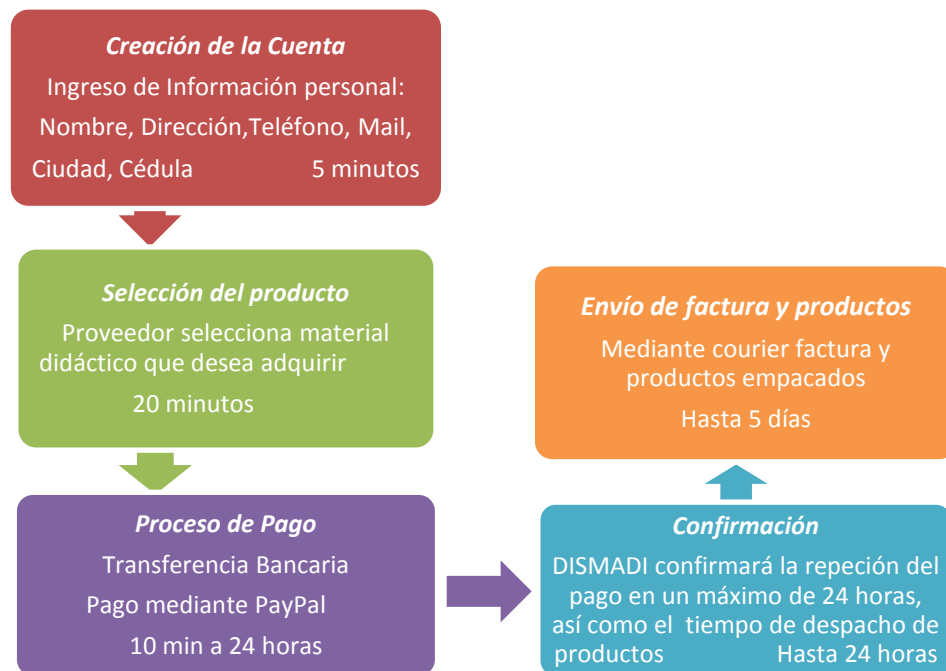 Creación de la Cuenta
Ingreso de Información personal:
Nombre, Dirección,Teléfono, Mail,
Ciudad, Cédula 5 minutos
Selección del producto
Proveedor selecciona material
didáctico que desea adquirir
20 minutos
Proceso de Pago
Transferencia Bancaria
Pago mediante PayPal
10 min a 24 horas
Confirmación
DISMADI confirmará la repeción del
pago en un máximo de 24 horas,
así como el tiempo de despacho de
productos Hasta 24 horas
Envío de factura y productos
Mediante courier factura y
productos empacados
Hasta 5 días